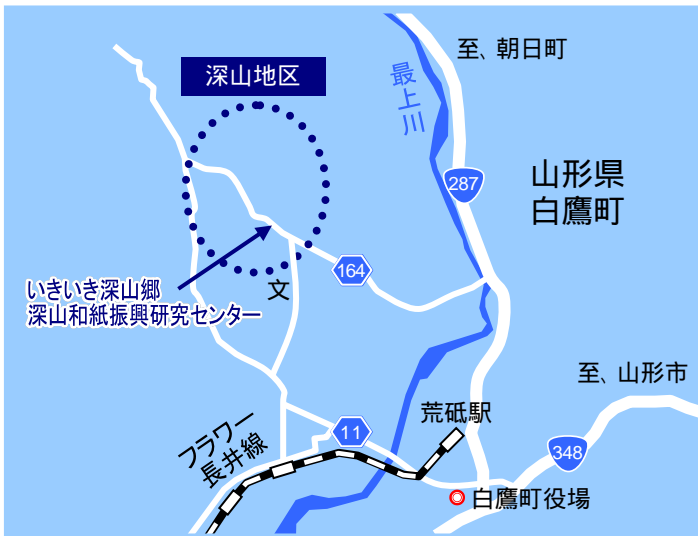 至、朝日町
深山地区
最上川
287
山形県
白鷹町
164
いきいき深山郷
深山和紙振興研究センター
文
至、山形市
荒砥駅
11
フラワー
長井線
348
白鷹町役場